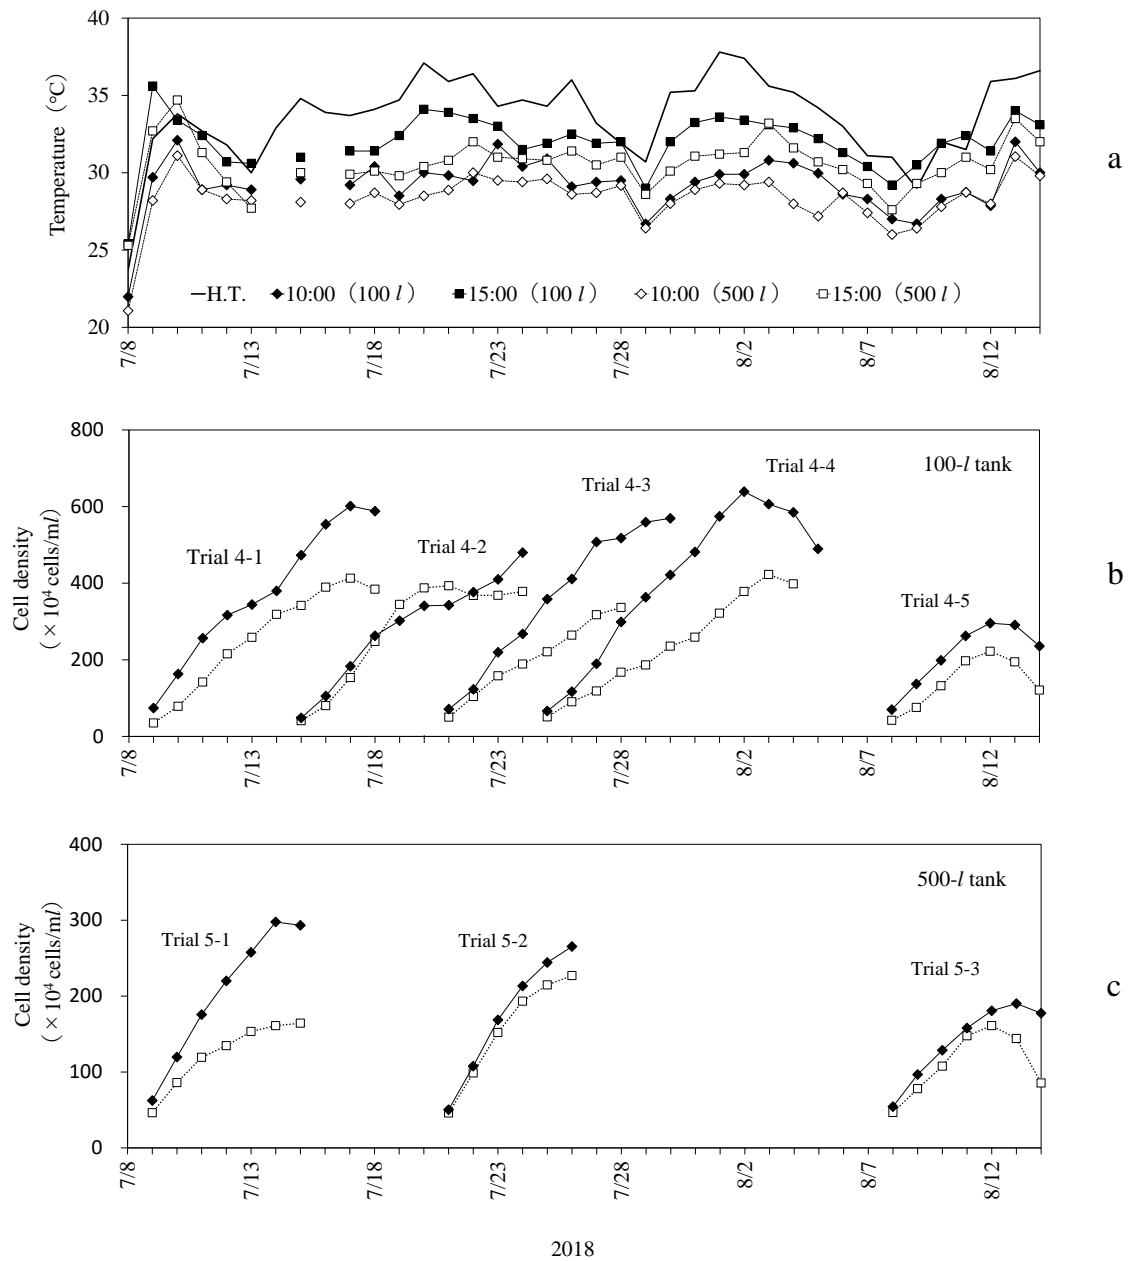 40
35
30
25
20
Temperature（℃）
H.T.
10:00（100 l ）
15:00（100 l ）
10:00（500 l ）
15:00（500 l ）
7/8
7/13
7/18
7/23
7/28
8/2
8/7
8/12
a
800
600
400
200
0
Cell density
（×10⁴ cells/ml）
Trial 4-1
Trial 4-2
Trial 4-3
Trial 4-4
Trial 4-5
100-l tank
7/8
7/13
7/18
7/23
7/28
8/2
8/7
8/12
b
400
300
200
100
0
Cell density
（×10⁴ cells/ml）
Trial 5-1
Trial 5-2
Trial 5-3
500-l tank
7/8
7/13
7/18
7/23
7/28
8/2
8/7
8/12
c
2018